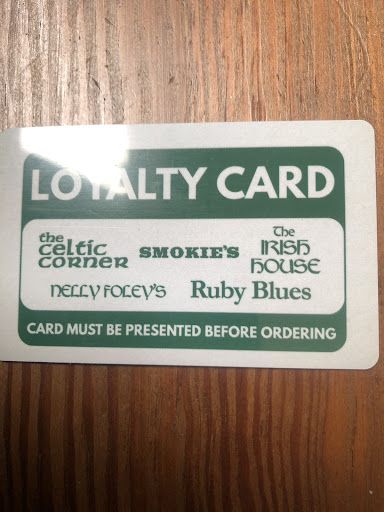 LOYALTY CARD
the celtic corner
SMOKIE'S
The IRISH HOUSE
NELLY FOLEY'S
Ruby Blues
CARD MUST BE PRESENTED BEFORE ORDERING